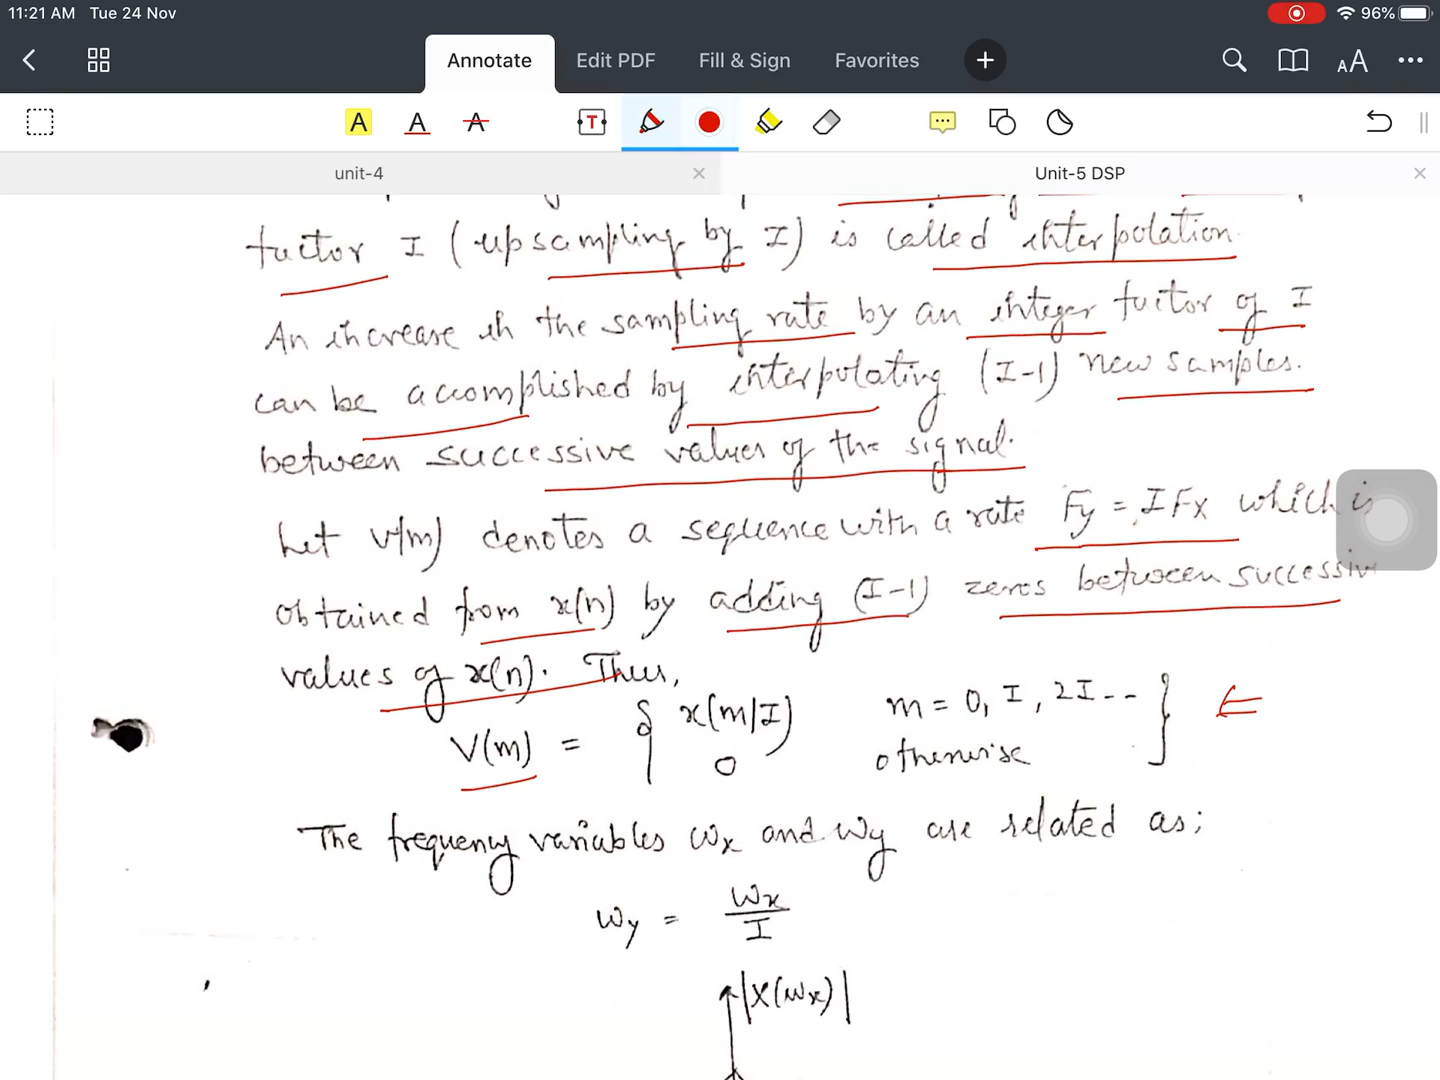 11:21 AM Tue 24 Nov
96%
Annotate Edit PDF Fill & Sign Favorites
A A A T AA
unit-4 Unit-5 DSP
factor I (upsampling by I) is called interpolation.
An increase in the sampling rate by an integer factor of I
can be accomplished by interpolating (I-1) new samples.
between successive values of the signal.
Let V(m) denotes a sequence with a rate Fy = I Fx which is
obtained from x(n) by adding (I-1) zeros between successive
values of x(n). Thus,
V(m) = { x(m/I) m = 0, I, 2I -- }
0 otherwise
The frequency variables ωx and ωy are related as;
ωy = ωx
I
|X(ωx)|